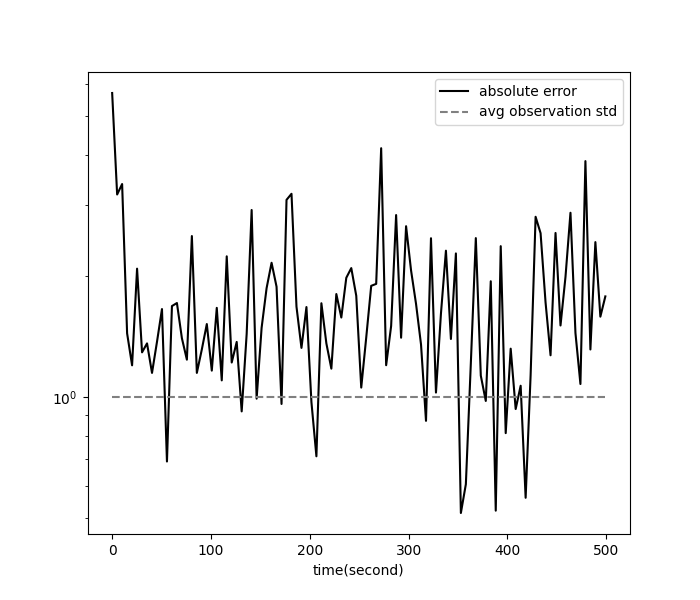 absolute error
avg observation std
10⁰
0 100 200 300 400 500
time(second)